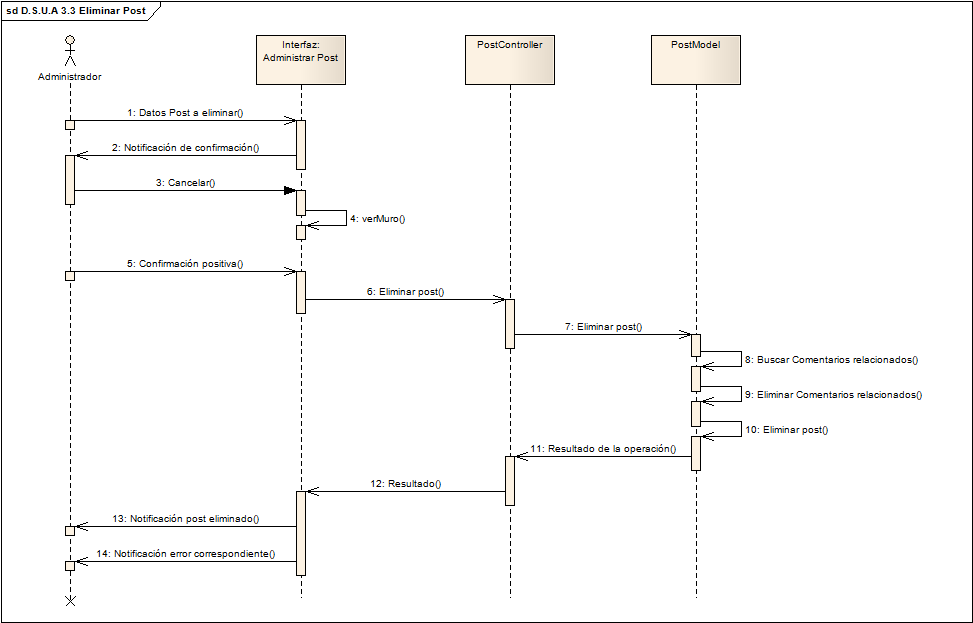 sd D.S.U.A 3.3 Eliminar Post
Administrador
Interfaz:
Administrar Post
PostController
PostModel
1: Datos Post a eliminar()
2: Notificación de confirmación()
3: Cancelar()
4: verMuro()
5: Confirmación positiva()
6: Eliminar post()
7: Eliminar post()
8: Buscar Comentarios relacionados()
9: Eliminar Comentarios relacionados()
10: Eliminar post()
11: Resultado de la operación()
12: Resultado()
13: Notificación post eliminado()
14: Notificación error correspondiente()